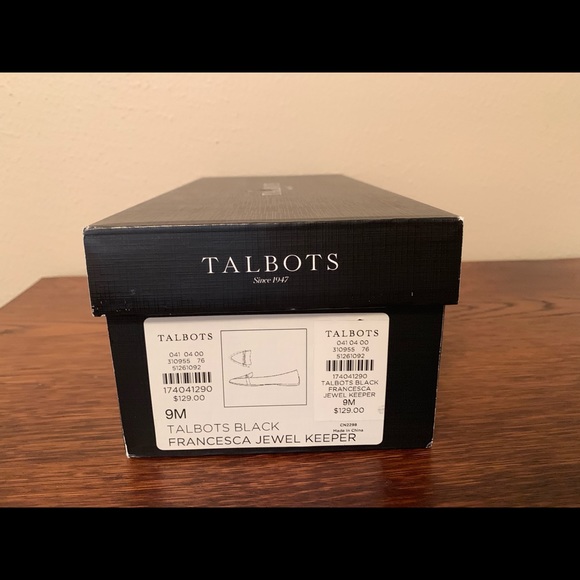 TALBOTS
Since 1947
TALBOTS
041 04 00
310955 76
51261092
174041290
$129.00
9M
TALBOTS BLACK
FRANCESCA JEWEL KEEPER
TALBOTS
041 04 00
310955 76
51261092
174041290
TALBOTS BLACK
FRANCESCA
JEWEL KEEPER
9M
$129.00
CN2298
Made in China